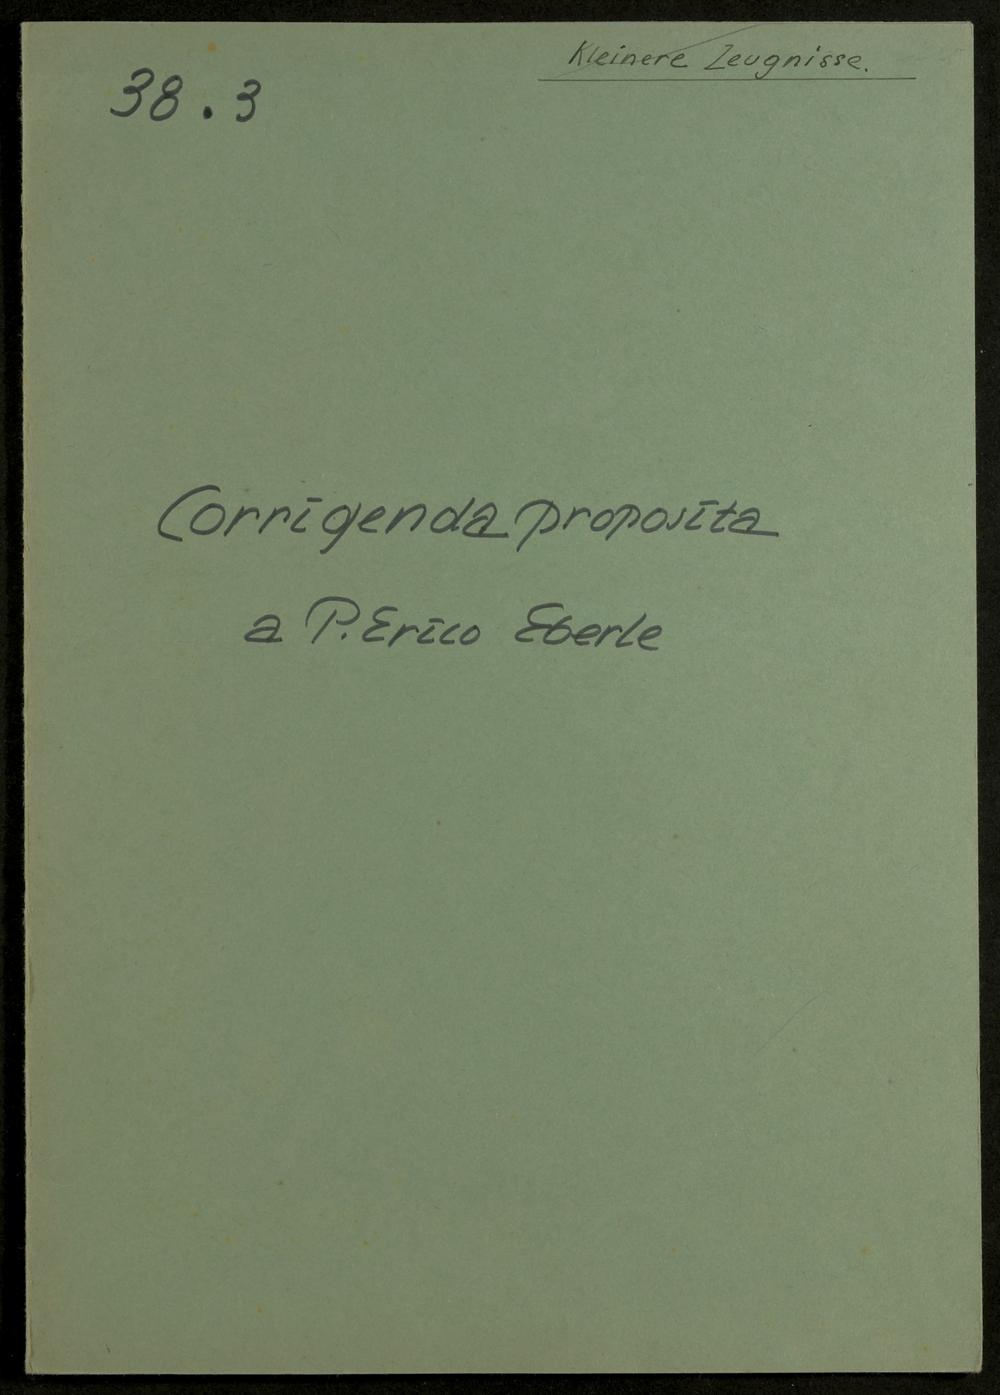 Kleinere Zeugnisse.
38.3
Corrigenda proposita
a P. Erico Eberle